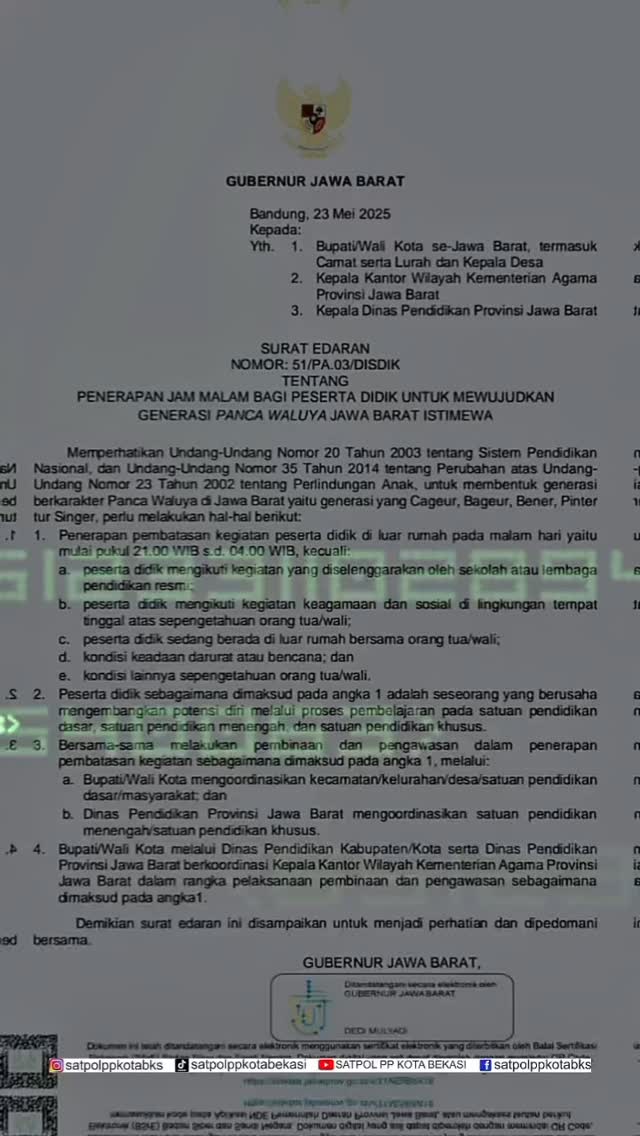 GUBERNUR JAWA BARAT
Bandung, 23 Mei 2025
Kepada:
Yth. 1. Bupati/Wali Kota se-Jawa Barat, termasuk
Camat serta Lurah dan Kepala Desa
2. Kepala Kantor Wilayah Kementerian Agama
Provinsi Jawa Barat
3. Kepala Dinas Pendidikan Provinsi Jawa Barat
SURAT EDARAN
NOMOR: 51/PA.03/DISDIK
TENTANG
PENERAPAN JAM MALAM BAGI PESERTA DIDIK UNTUK MEWUJUDKAN
GENERASI PANCA WALUYA JAWA BARAT ISTIMEWA
Memperhatikan Undang-Undang Nomor 20 Tahun 2003 tentang Sistem Pendidikan
Nasional, dan Undang-Undang Nomor 35 Tahun 2014 tentang Perubahan atas Undang-
Undang Nomor 23 Tahun 2002 tentang Perlindungan Anak, untuk membentuk generasi
berkarakter Panca Waluya di Jawa Barat yaitu generasi yang Cageur, Bageur, Bener, Pinter
tur Singer, perlu melakukan hal-hal berikut:
1. Penerapan pembatasan kegiatan peserta didik di luar rumah pada malam hari yaitu
mulai pukul 21.00 WIB s.d. 04.00 WIB, kecuali:
a. peserta didik mengikuti kegiatan yang diselenggarakan oleh sekolah atau lembaga
pendidikan resmi;
b. peserta didik mengikuti kegiatan keagamaan dan sosial di lingkungan tempat
tinggal atas sepengetahuan orang tua/wali;
c. peserta didik sedang berada di luar rumah bersama orang tua/wali;
d. kondisi keadaan darurat atau bencana; dan
e. kondisi lainnya sepengetahuan orang tua/wali.
2. Peserta didik sebagaimana dimaksud pada angka 1 adalah seseorang yang berusaha
mengembangkan potensi diri melalui proses pembelajaran pada satuan pendidikan
dasar, satuan pendidikan menengah, dan satuan pendidikan khusus.
3. Bersama-sama melakukan pembinaan dan pengawasan dalam penerapan
pembatasan kegiatan sebagaimana dimaksud pada angka 1, melalui:
a. Bupati/Wali Kota mengoordinasikan kecamatan/kelurahan/desa/satuan pendidikan
dasar/masyarakat; dan
b. Dinas Pendidikan Provinsi Jawa Barat mengoordinasikan satuan pendidikan
menengah/satuan pendidikan khusus.
4. Bupati/Wali Kota melalui Dinas Pendidikan Kabupaten/Kota serta Dinas Pendidikan
Provinsi Jawa Barat berkoordinasi Kepala Kantor Wilayah Kementerian Agama Provinsi
Jawa Barat dalam rangka pelaksanaan pembinaan dan pengawasan sebagaimana
dimaksud pada angka1.
Demikian surat edaran ini disampaikan untuk menjadi perhatian dan dipedomani
bersama.
GUBERNUR JAWA BARAT,
Ditandatangani secara elektronik oleh
GUBERNUR JAWA BARAT
DEDI MULYADI
Dokumen ini telah ditandatangani secara elektronik menggunakan sertifikat elektronik yang diterbitkan oleh Balai Sertifikasi
satpolppkotabks satpolppkotabekasi SATPOL PP KOTA BEKASI satpolppkotabks